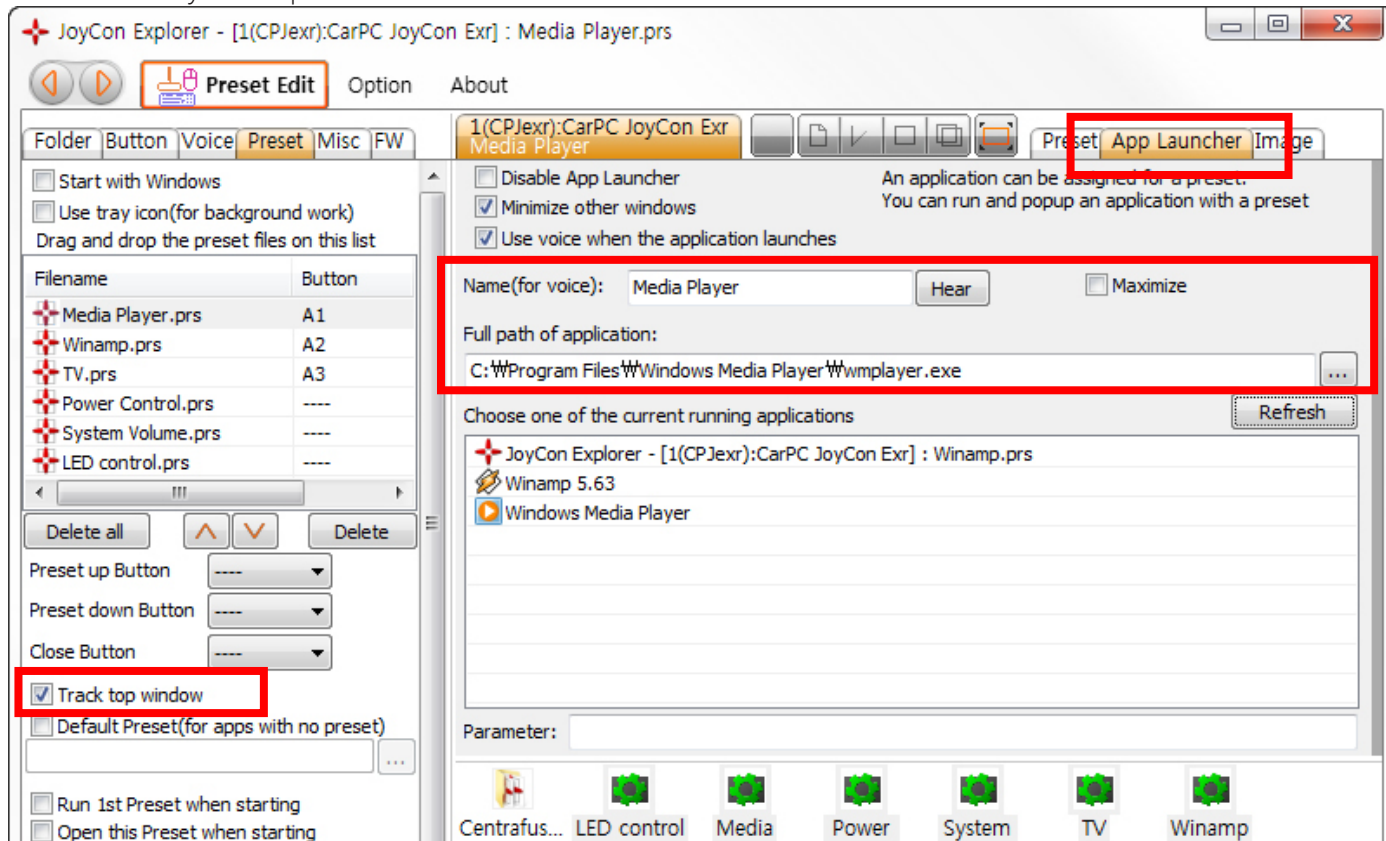 JoyCon Explorer - [1(CPJexr):CarPC JoyCon Exr] : Media Player.prs
Preset Edit Option About
Folder Button Voice Preset Misc FW
Start with Windows
Use tray icon(for background work)
Drag and drop the preset files on this list
Filename Button
Media Player.prs A1
Winamp.prs A2
TV.prs A3
Power Control.prs ----
System Volume.prs ----
LED control.prs ----
Delete all Delete
Preset up Button ----
Preset down Button ----
Close Button ----
Track top window
Default Preset(for apps with no preset)
...
Run 1st Preset when starting
Open this Preset when starting
1(CPJexr):CarPC JoyCon Exr
Media Player
Preset App Launcher Image
Disable App Launcher
Minimize other windows
Use voice when the application launches
An application can be assigned for a preset.
You can run and popup an application with a preset
Name(for voice): Media Player Hear Maximize
Full path of application:
C:₩Program Files₩Windows Media Player₩wmplayer.exe ...
Choose one of the current running applications Refresh
JoyCon Explorer - [1(CPJexr):CarPC JoyCon Exr] : Winamp.prs
Winamp 5.63
Windows Media Player
Parameter:
Centrafus... LED control Media Power System TV Winamp